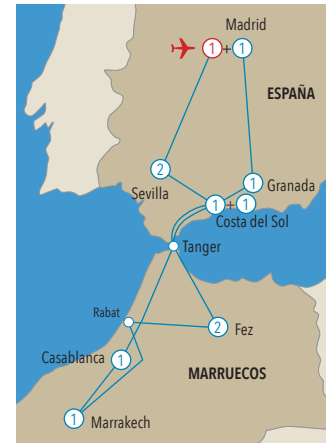 Madrid
1+1
ESPAÑA
2
Sevilla
1
Granada
1+1
Costa del Sol
Tanger
Rabat
2
Fez
Casablanca
1
MARRUECOS
1
Marrakech